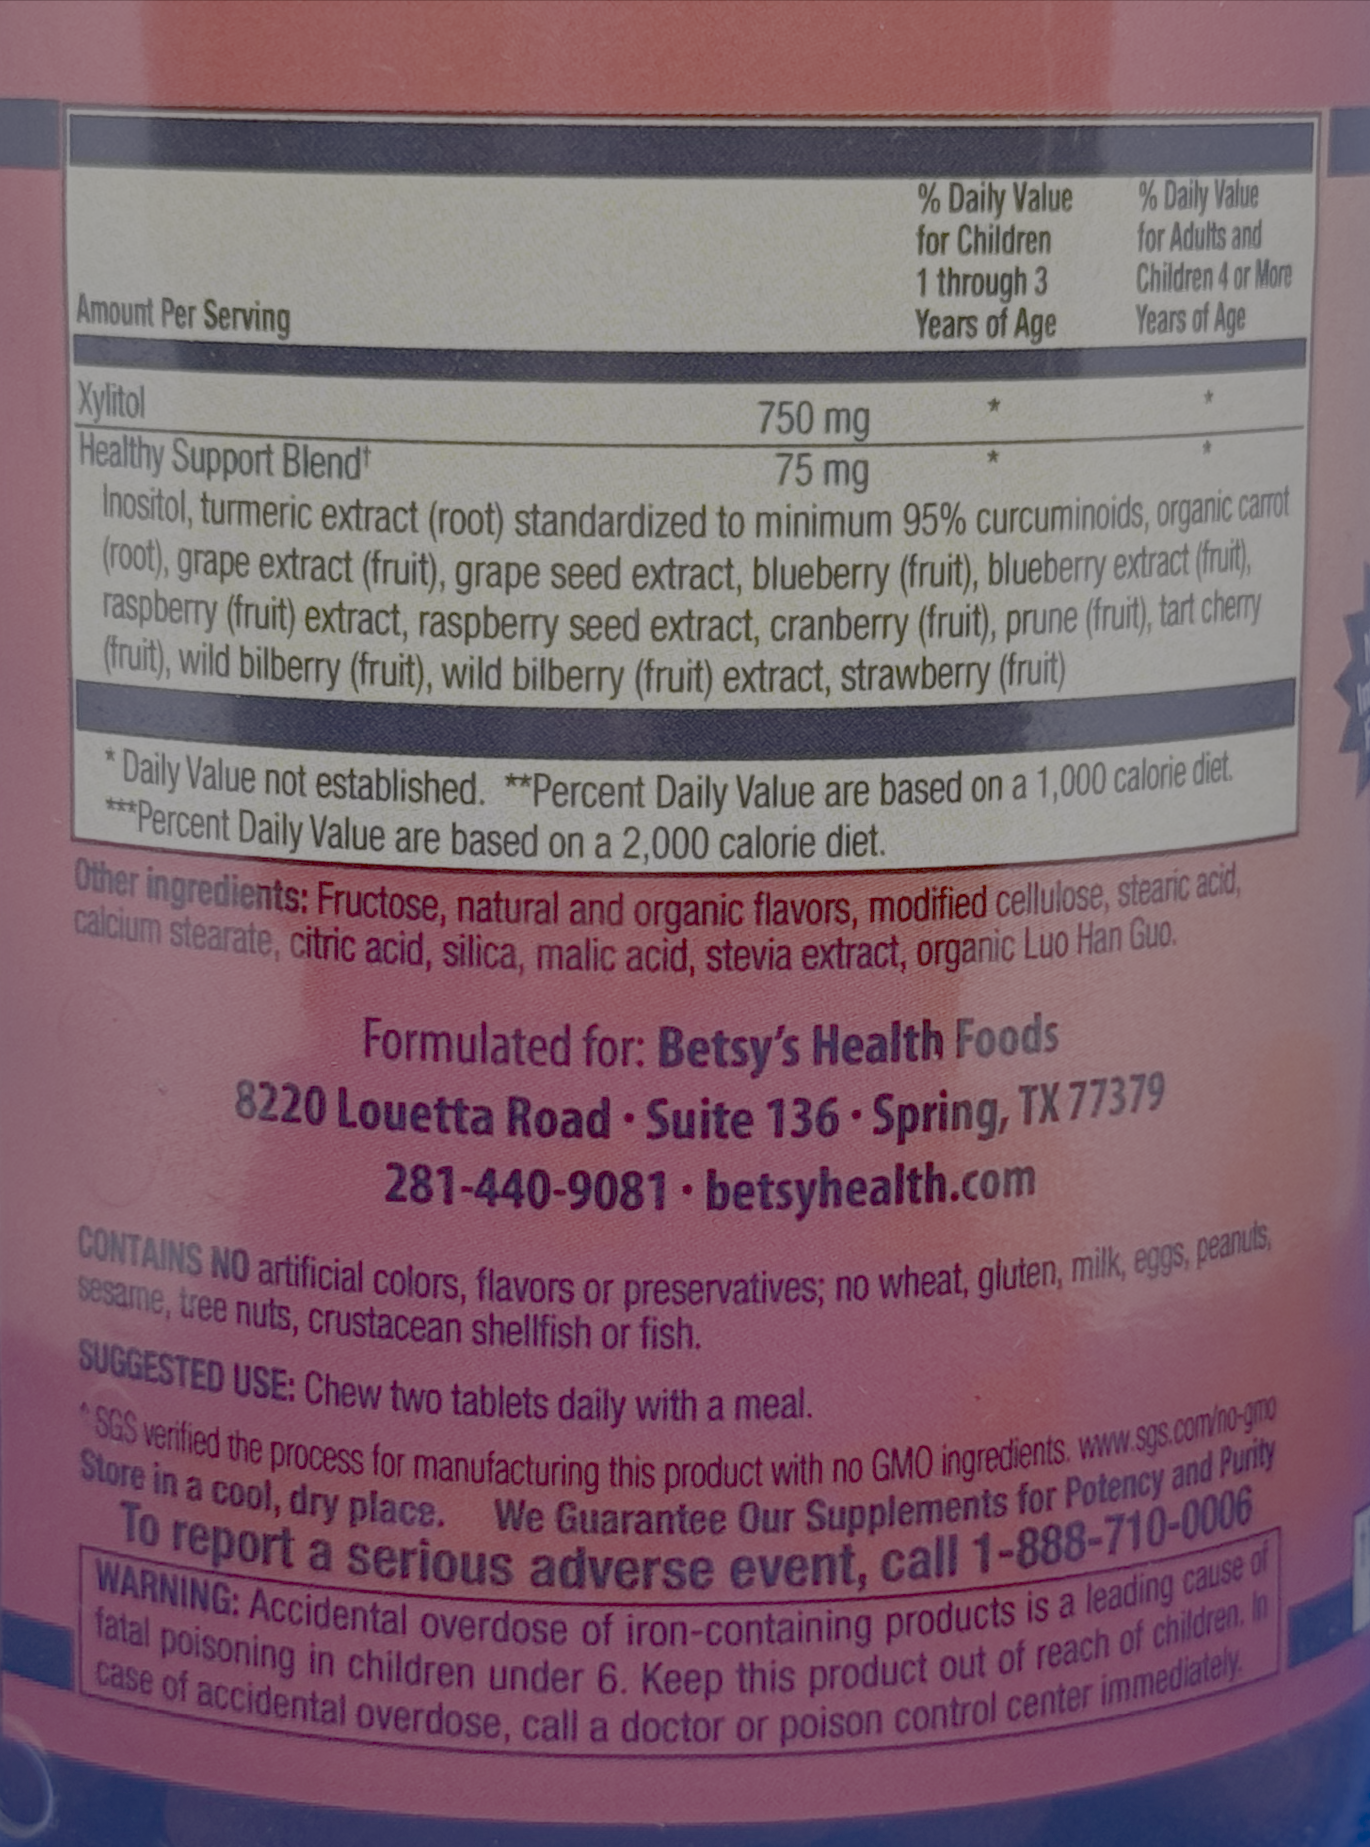 % Daily Value for Children 1 through 3 Years of Age
% Daily Value for Adults and Children 4 or More Years of Age
Amount Per Serving
Xylitol 750 mg * *
Healthy Support Blend† 75 mg * *
Inositol, turmeric extract (root) standardized to minimum 95% curcuminoids, organic carrot
(root), grape extract (fruit), grape seed extract, blueberry (fruit), blueberry extract (fruit),
raspberry (fruit) extract, raspberry seed extract, cranberry (fruit), prune (fruit), tart cherry
(fruit), wild bilberry (fruit), wild bilberry (fruit) extract, strawberry (fruit)
* Daily Value not established. **Percent Daily Value are based on a 1,000 calorie diet.
***Percent Daily Value are based on a 2,000 calorie diet.
Other ingredients: Fructose, natural and organic flavors, modified cellulose, stearic acid,
calcium stearate, citric acid, silica, malic acid, stevia extract, organic Luo Han Guo.
Formulated for: Betsy's Health Foods
8220 Louetta Road • Suite 136 • Spring, TX 77379
281-440-9081 • betsyhealth.com
CONTAINS NO artificial colors, flavors or preservatives; no wheat, gluten, milk, eggs, peanuts,
sesame, tree nuts, crustacean shellfish or fish.
SUGGESTED USE: Chew two tablets daily with a meal.
^ SGS verified the process for manufacturing this product with no GMO ingredients. www.sgs.com/no-gmo
Store in a cool, dry place. We Guarantee Our Supplements for Potency and Purity
To report a serious adverse event, call 1-888-710-0006
WARNING: Accidental overdose of iron-containing products is a leading cause of
fatal poisoning in children under 6. Keep this product out of reach of children. In
case of accidental overdose, call a doctor or poison control center immediately.